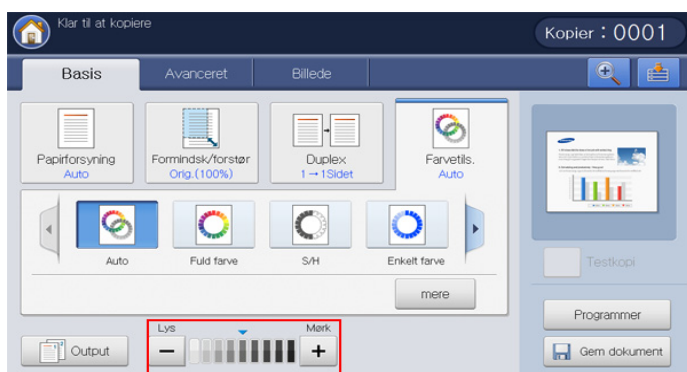 Klar til at kopiere
Kopier : 0001
Basis
Avanceret
Billede
Papirforsyning
Auto
Formindsk/forstør
Orig.(100%)
Duplex
1 → 1Sidet
Farvetils.
Auto
Auto
Fuld farve
S/H
Enkelt farve
mere
Testkopi
Programmer
Gem dokument
Output
Lys
Mørk